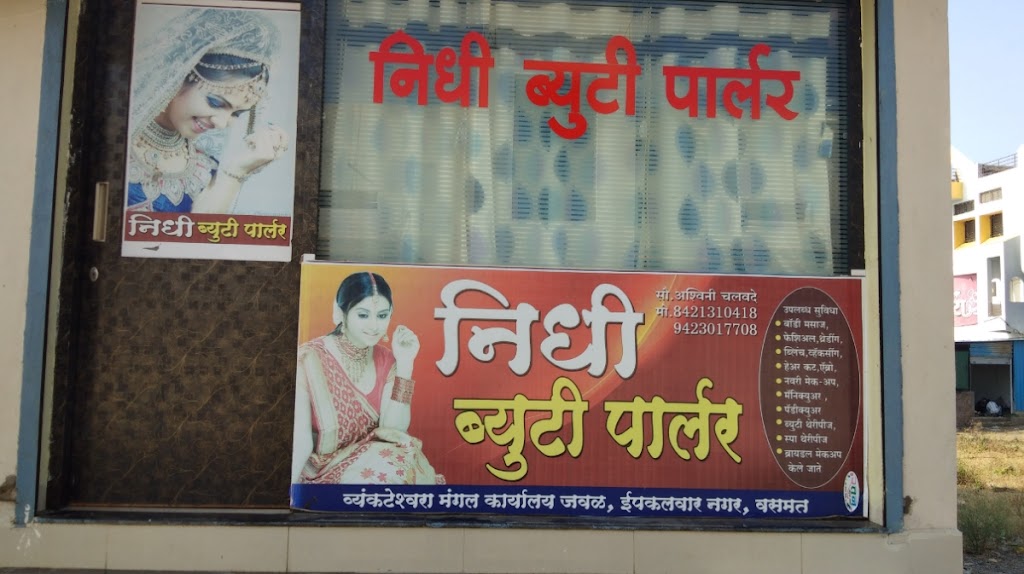 निधी ब्युटी पार्लर
निधी ब्युटी पार्लर
सौ.अश्विनी चलवदे
मो.8421310418
9423017708
निधी
ब्युटी पार्लर
उपलब्ध सुविधा
बॉडी मसाज,
फेशिअल,थ्रेडींग,
ब्लिच,व्हॅक्सींग,
हेअर कट,ऍब्रो,
नवरी मेक-अप,
मॅनिक्युअर,
पॅडीक्युअर
ब्युटी थेरीपीज,
स्पा थेरीपीज
ब्रायडल मेकअप
केले जाते
व्यंकटेश्वरा मंगल कार्यालय जवळ, ईपकलवार नगर, वसमत